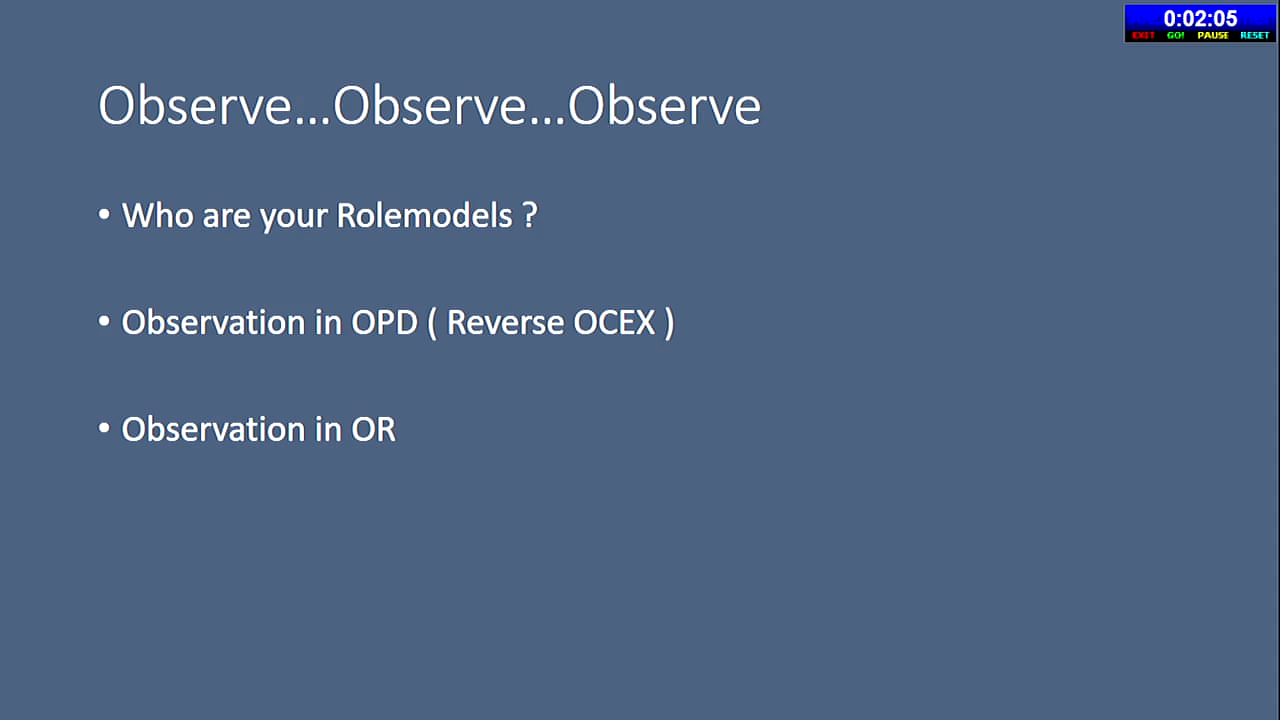 0:02:05
EXIT GO! PAUSE RESET
Observe...Observe...Observe
• Who are your Rolemodels ?
• Observation in OPD ( Reverse OCEX )
• Observation in OR